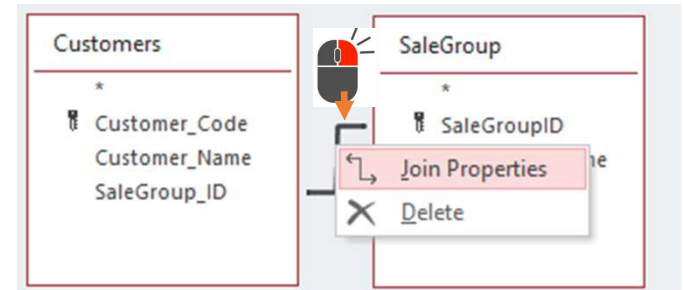 Customers
*
Customer_Code
Customer_Name
SaleGroup_ID
SaleGroup
*
SaleGroupID
Join Properties
Delete